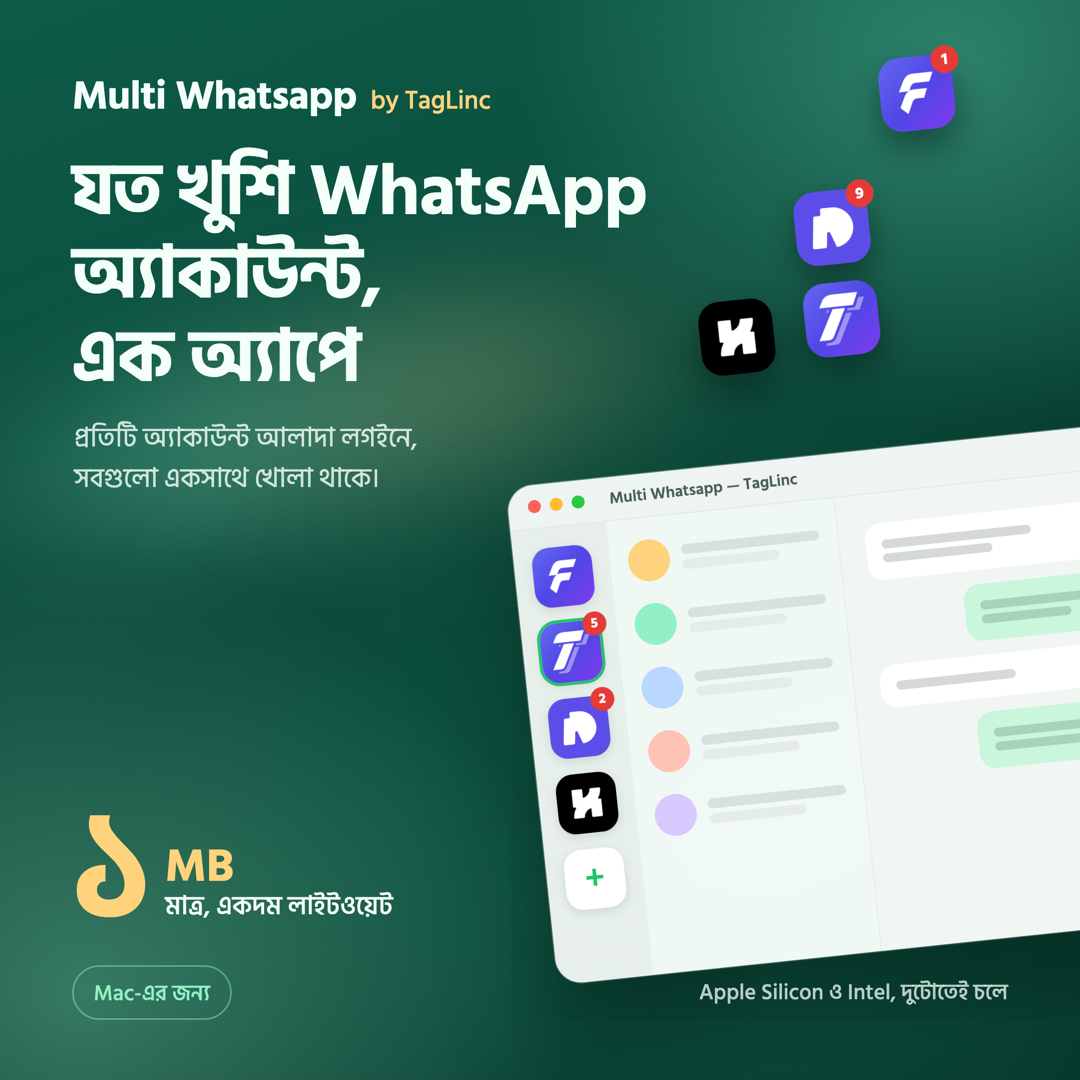 Multi Whatsapp by TagLinc
যত খুশি WhatsApp
অ্যাকাউন্ট,
এক অ্যাপে
প্রতিটি অ্যাকাউন্ট আলাদা লগইনে,
সবগুলো একসাথে খোলা থাকে।
1
9
Multi Whatsapp — TagLinc
5
2
+
১ MB
মাত্র, একদম লাইটওয়েট
Mac-এর জন্য
Apple Silicon ও Intel, দুটোতেই চলে